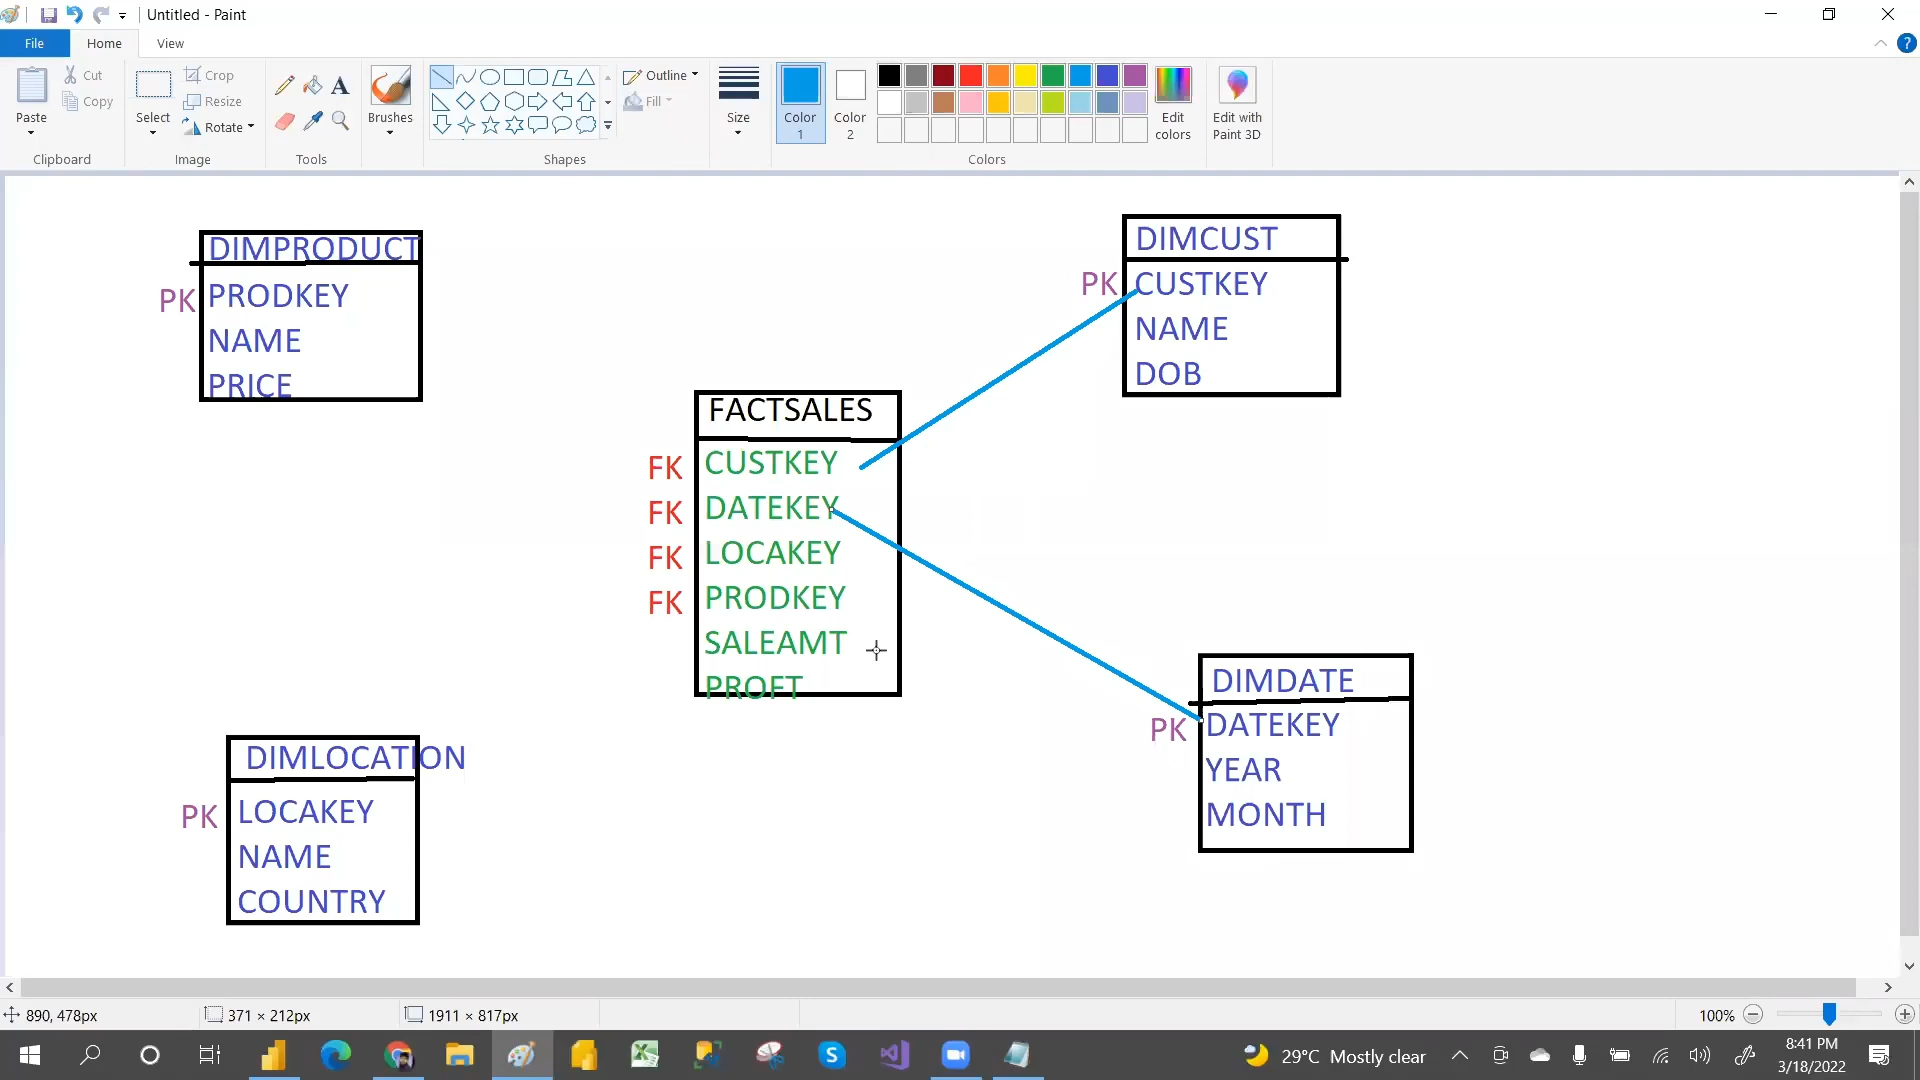 Untitled - Paint
File
Home
View
Paste
Cut
Copy
Clipboard
Select
Crop
Resize
Rotate
Image
Tools
Brushes
Shapes
Outline
Fill
Size
Color
1
Color
2
Colors
Edit
colors
Edit with
Paint 3D
DIMPRODUCT
PK PRODKEY
NAME
PRICE
DIMCUST
PK CUSTKEY
NAME
DOB
FACTSALES
FK CUSTKEY
FK DATEKEY
FK LOCAKEY
FK PRODKEY
SALEAMT
PROFT
DIMLOCATION
PK LOCAKEY
NAME
COUNTRY
DIMDATE
PK DATEKEY
YEAR
MONTH
890, 478px
371 × 212px
1911 × 817px
100%
29°C Mostly clear
8:41 PM
3/18/2022